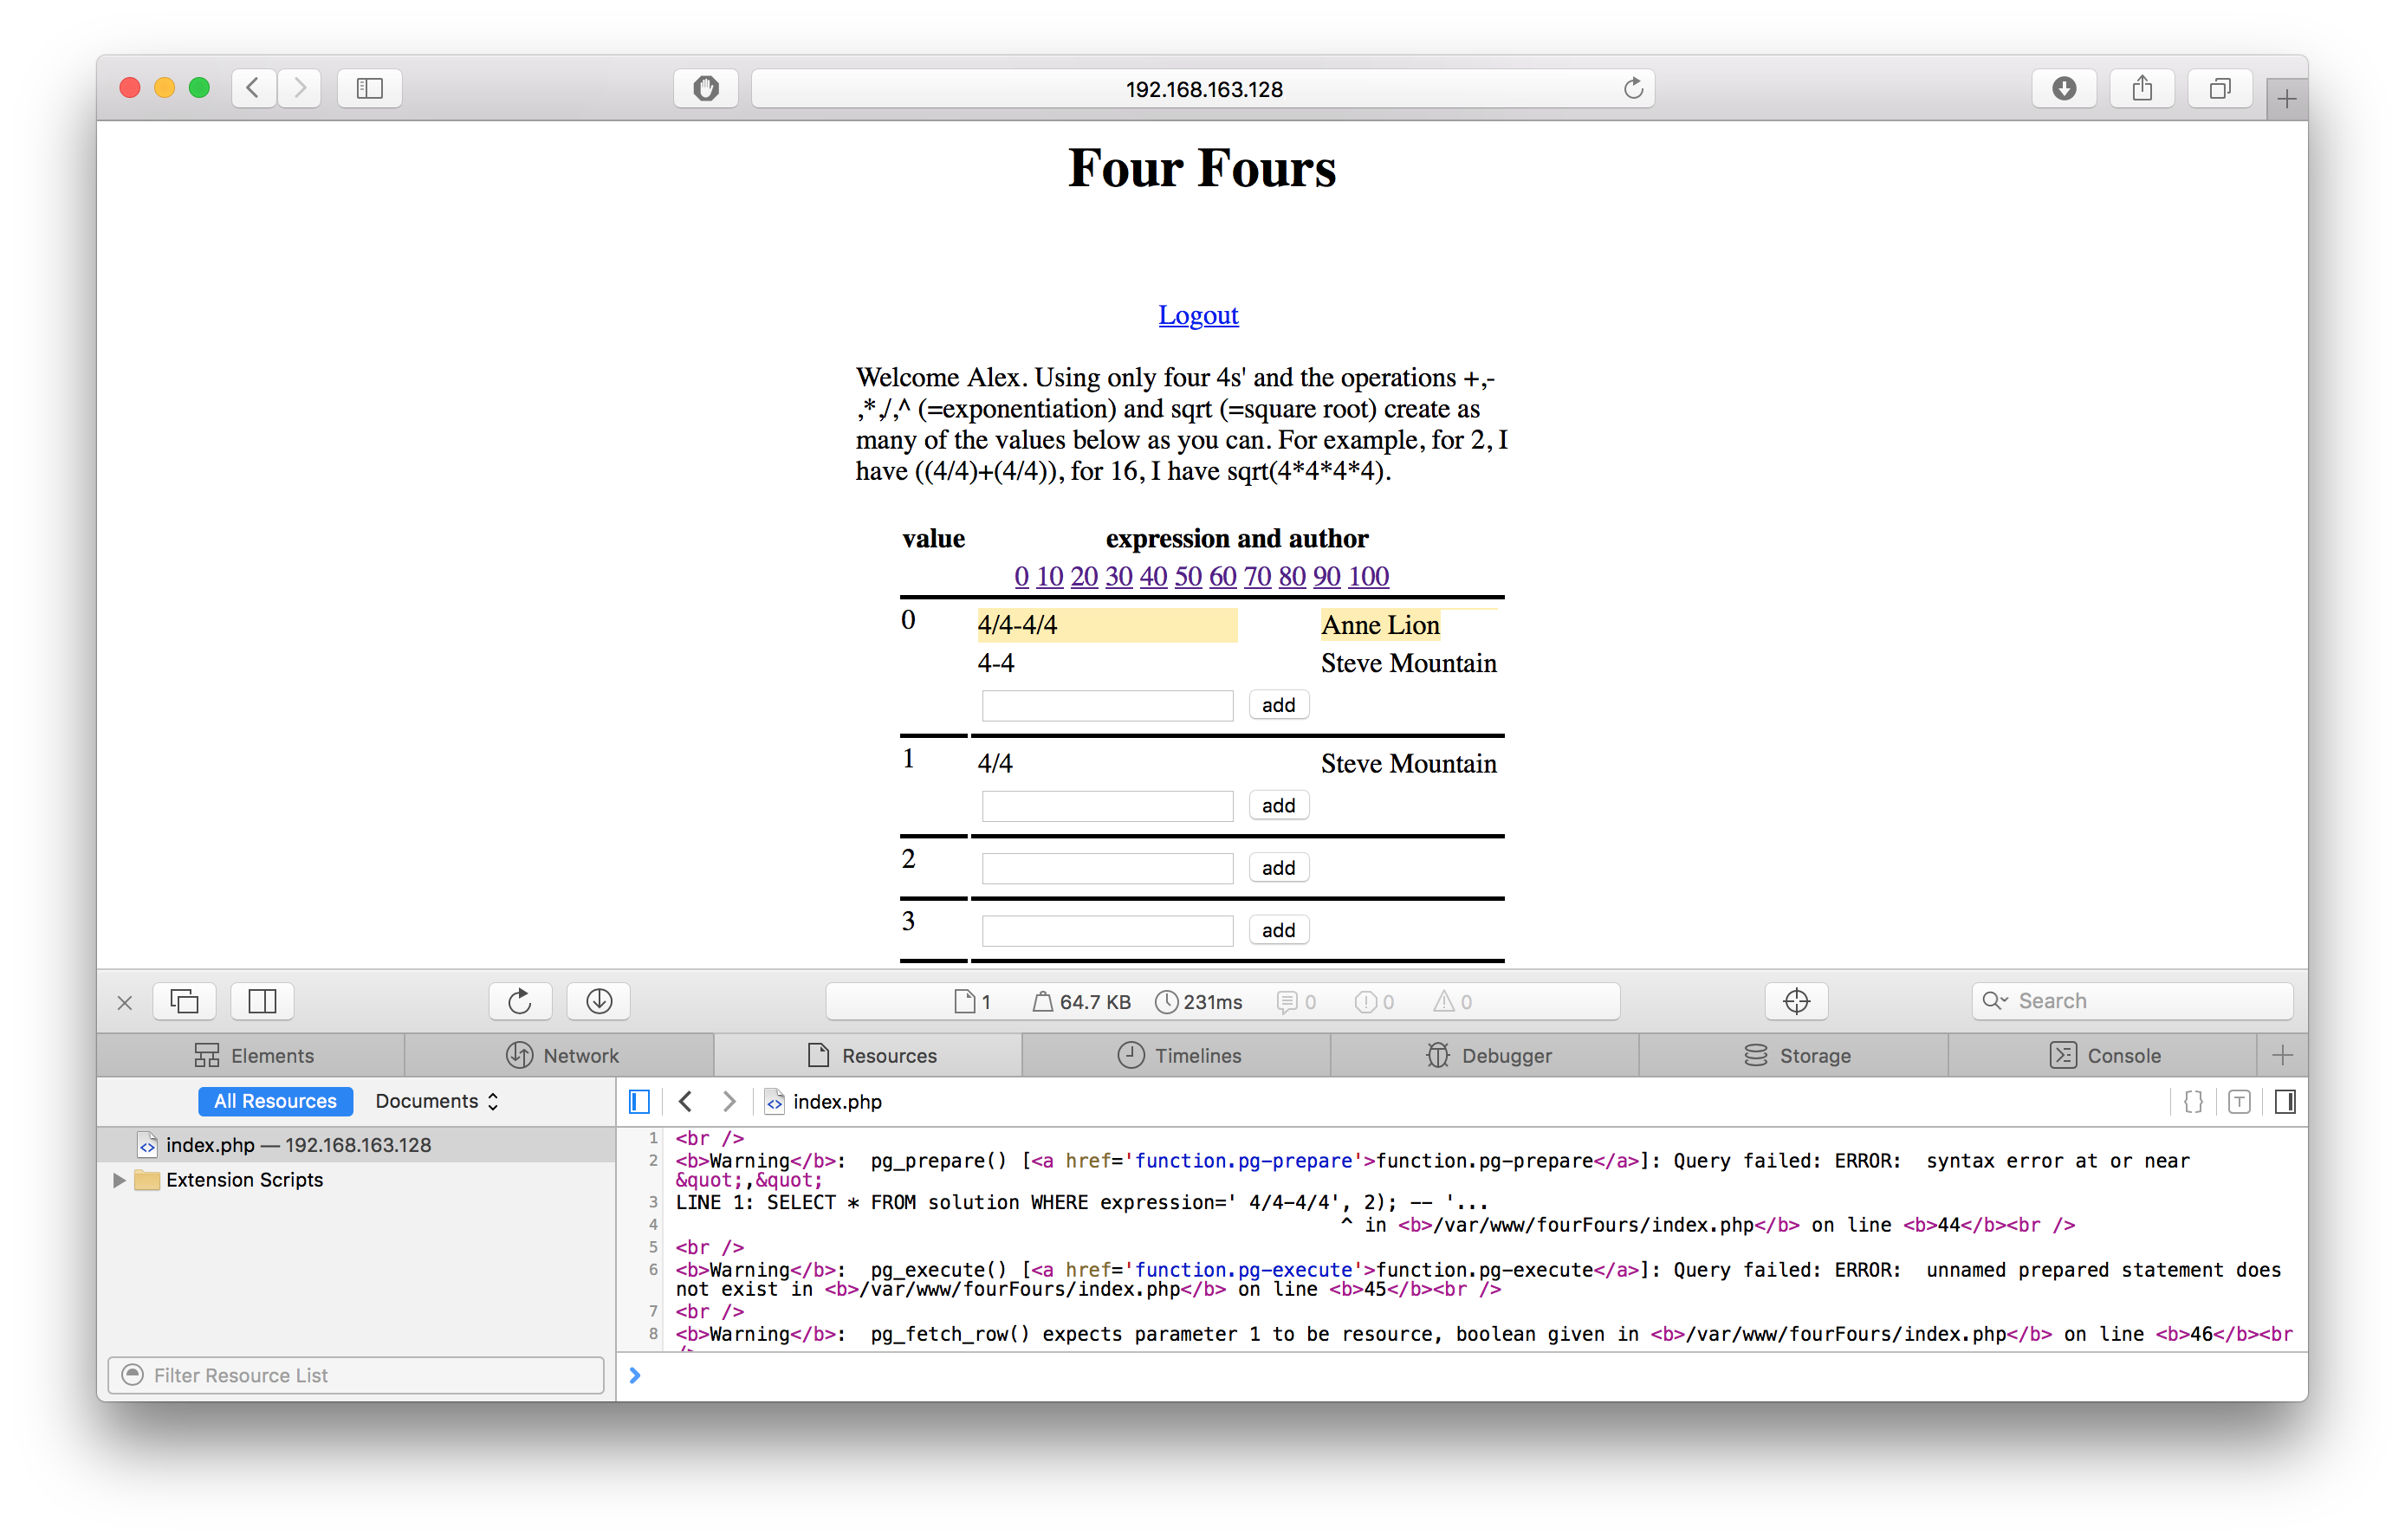 192.168.163.128
Four Fours
Logout
Welcome Alex. Using only four 4s' and the operations +,-
,*,/,^ (=exponentiation) and sqrt (=square root) create as
many of the values below as you can. For example, for 2, I
have ((4/4)+(4/4)), for 16, I have sqrt(4*4*4*4).
value expression and author
0 10 20 30 40 50 60 70 80 90 100
0 4/4-4/4 Anne Lion
4-4 Steve Mountain
add
1 4/4 Steve Mountain
add
2 add
3 add
1 64.7 KB 231ms 0 0 0 Search
Elements Network Resources Timelines Debugger Storage Console
All Resources Documents index.php
index.php — 192.168.163.128
Extension Scripts
Filter Resource List
1 <br />
2 <b>Warning</b>:  pg_prepare() [<a href='function.pg-prepare'>function.pg-prepare</a>]: Query failed: ERROR:  syntax error at or near
&quot;,&quot;
3 LINE 1: SELECT * FROM solution WHERE expression=' 4/4-4/4', 2); -- '...
4 ^ in <b>/var/www/fourFours/index.php</b> on line <b>44</b><br />
5 <br />
6 <b>Warning</b>:  pg_execute() [<a href='function.pg-execute'>function.pg-execute</a>]: Query failed: ERROR:  unnamed prepared statement does
not exist in <b>/var/www/fourFours/index.php</b> on line <b>45</b><br />
7 <br />
8 <b>Warning</b>:  pg_fetch_row() expects parameter 1 to be resource, boolean given in <b>/var/www/fourFours/index.php</b> on line <b>46</b><br